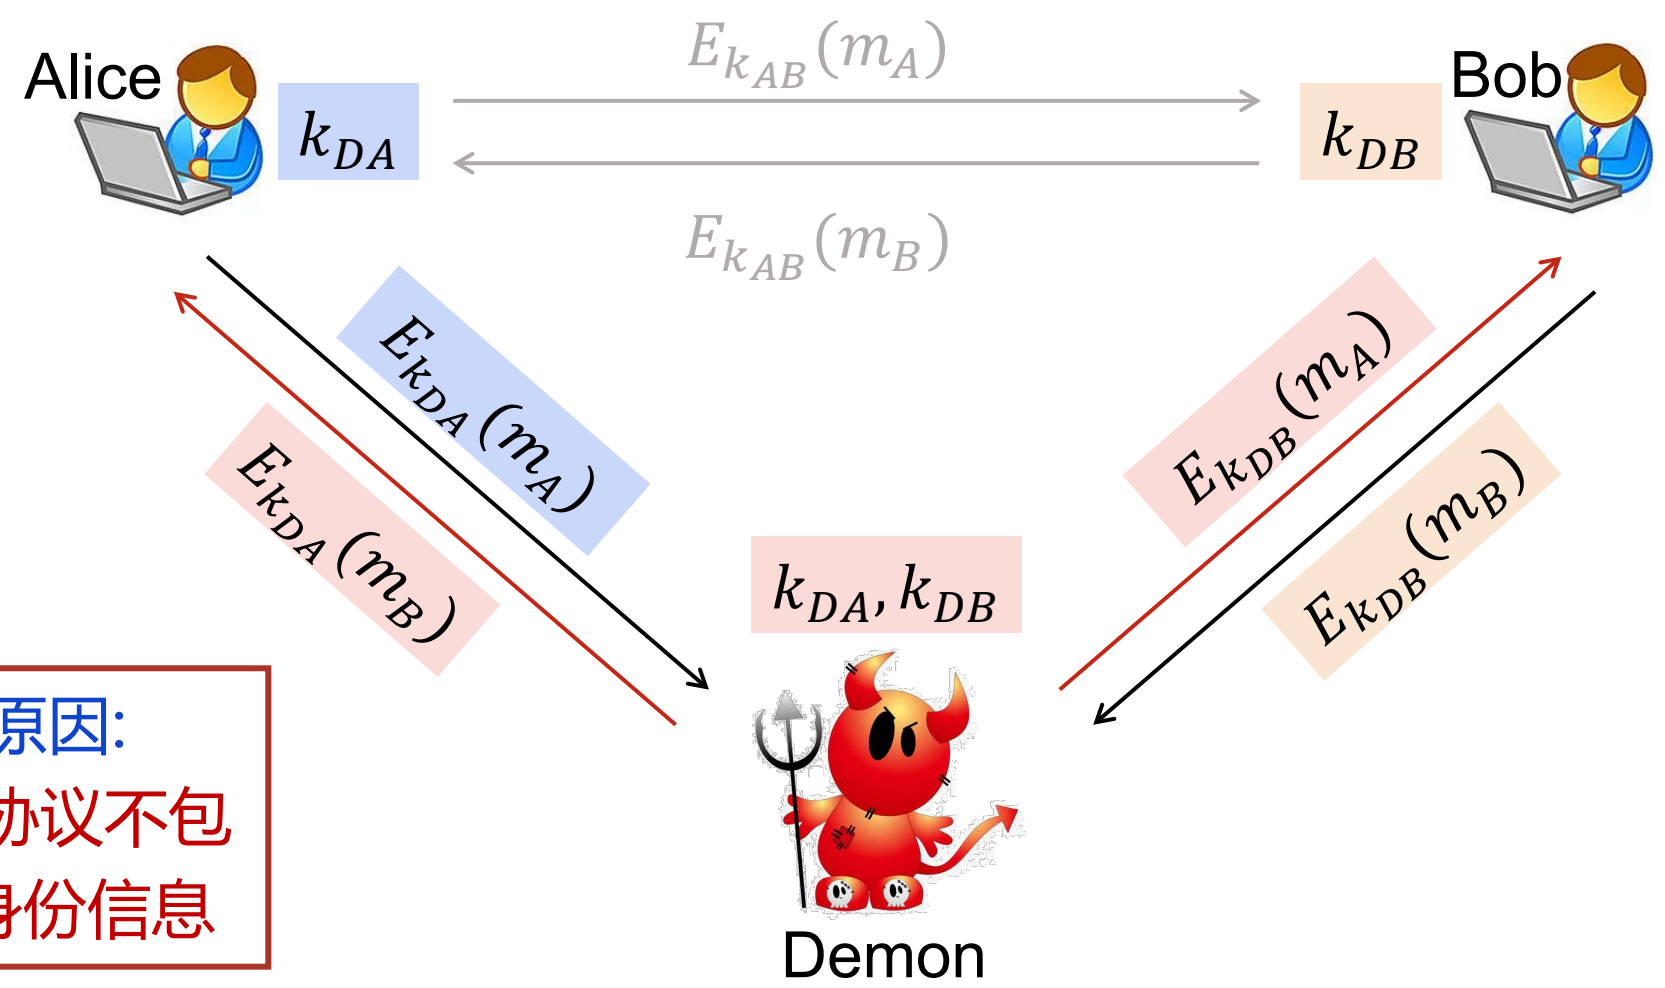 Alice
Bob
E_{k_{AB}}(m_A)
k_{DA}
k_{DB}
E_{k_{AB}}(m_B)
E_{k_{DA}}(m_A)
E_{k_{DA}}(m_B)
E_{k_{DB}}(m_A)
E_{k_{DB}}(m_B)
k_{DA}, k_{DB}
原因:
协议不包
身份信息
Demon